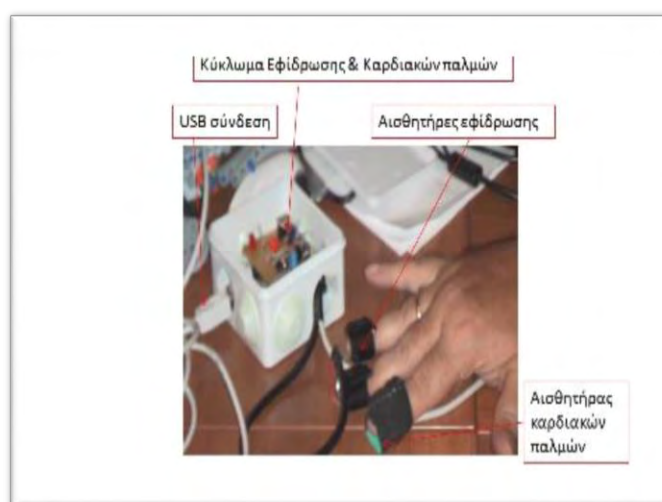 Κύκλωμα Εφίδρωσης & Καρδιακών παλμών
USB σύνδεση
Αισθητήρες εφίδρωσης
Αισθητήρας
καρδιακών
παλμών